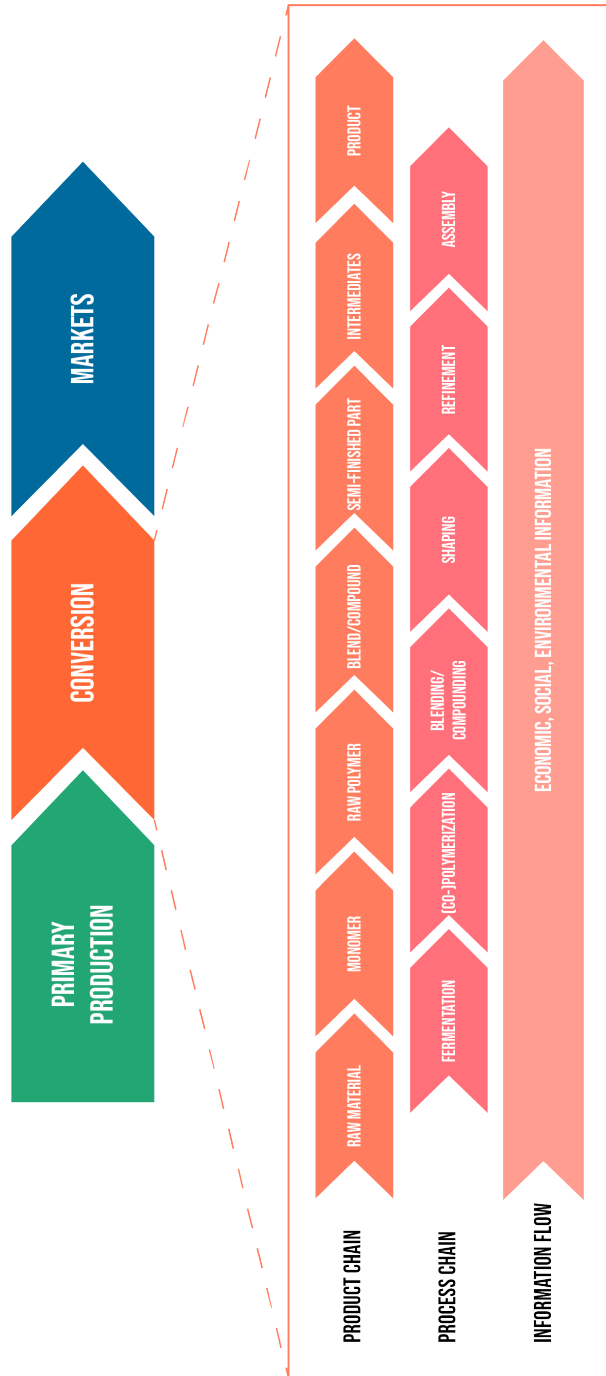 PRIMARY
PRODUCTION
CONVERSION
MARKETS
PRODUCT CHAIN
RAW MATERIAL
MONOMER
RAW POLYMER
BLEND/COMPOUND
SEMI-FINISHED PART
INTERMEDIATES
PRODUCT
PROCESS CHAIN
FERMENTATION
(CO-)POLYMERIZATION
BLENDING/
COMPOUNDING
SHAPING
REFINEMENT
ASSEMBLY
INFORMATION FLOW
ECONOMIC, SOCIAL, ENVIRONMENTAL INFORMATION